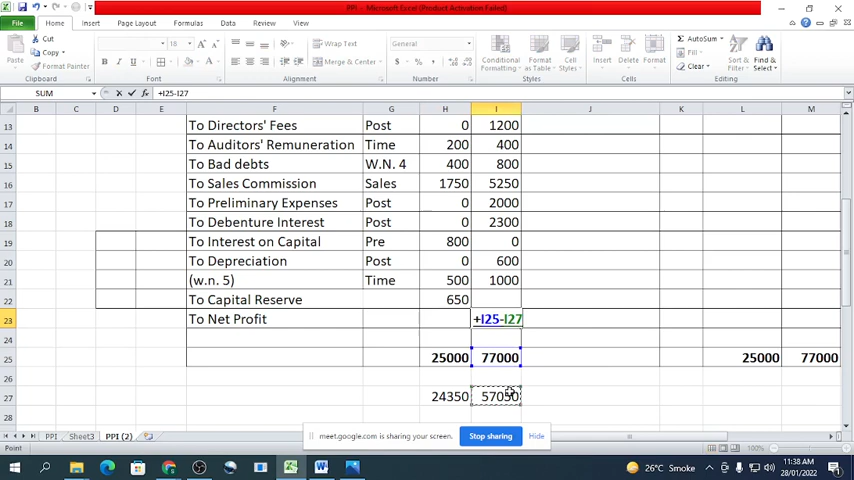 PPI - Microsoft Excel (Product Activation Failed)
File Home Insert Page Layout Formulas Data Review View
Cut
Copy
Format Painter
Paste
Clipboard
18
B I U
Font
Wrap Text
Merge & Center
Alignment
General
Number
Conditional Formatting
Format as Table
Cell Styles
Styles
Insert Delete Format
Cells
AutoSum
Fill
Clear
Sort & Filter
Find & Select
Editing
SUM +I25-I27
B C D E F G H I J K L M
13 To Directors' Fees Post 0 1200
14 To Auditors' Remuneration Time 200 400
15 To Bad debts W.N. 4 400 800
16 To Sales Commission Sales 1750 5250
17 To Preliminary Expenses Post 0 2000
18 To Debenture Interest Post 0 2300
19 To Interest on Capital Pre 800 0
20 To Depreciation Post 0 600
21 (w.n. 5) Time 500 1000
22 To Capital Reserve 650
23 To Net Profit +I25-I27
24
25 25000 77000 25000 77000
26
27 24350 57050
28
meet.google.com is sharing your screen. Stop sharing Hide
PPI Sheet3 PPI (2)
Point 100%
26°C Smoke 11:38 AM
28/01/2022